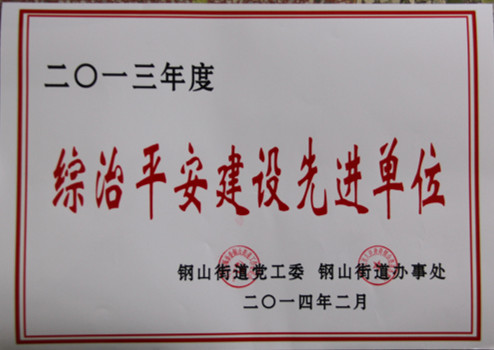 二〇一三年度
综治平安建设先进单位
钢山街道党工委 钢山街道办事处
二〇一四年二月